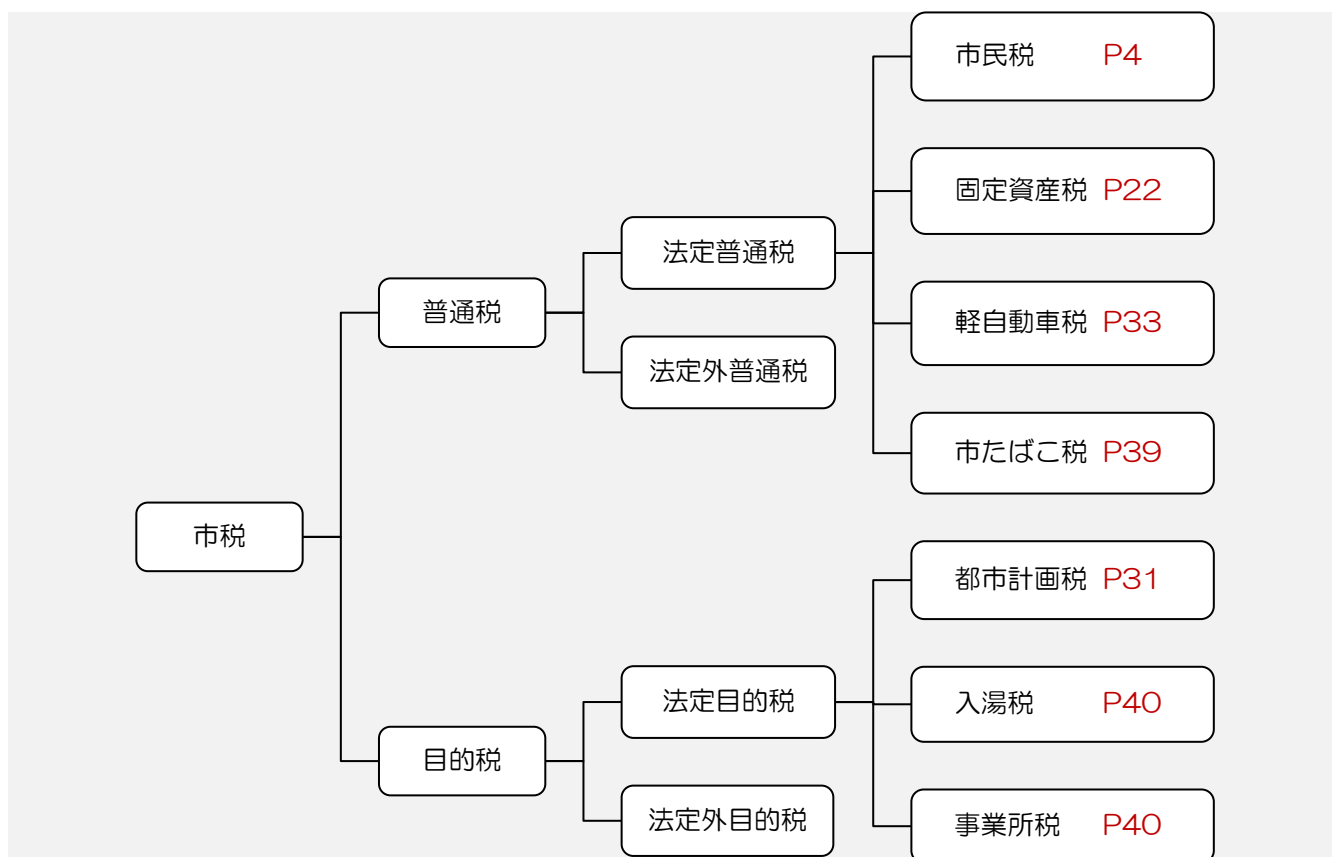 市税
普通税
法定普通税
市民税 P4
固定資産税 P22
軽自動車税 P33
市たばこ税 P39
法定外普通税
目的税
法定目的税
都市計画税 P31
入湯税 P40
事業所税 P40
法定外目的税